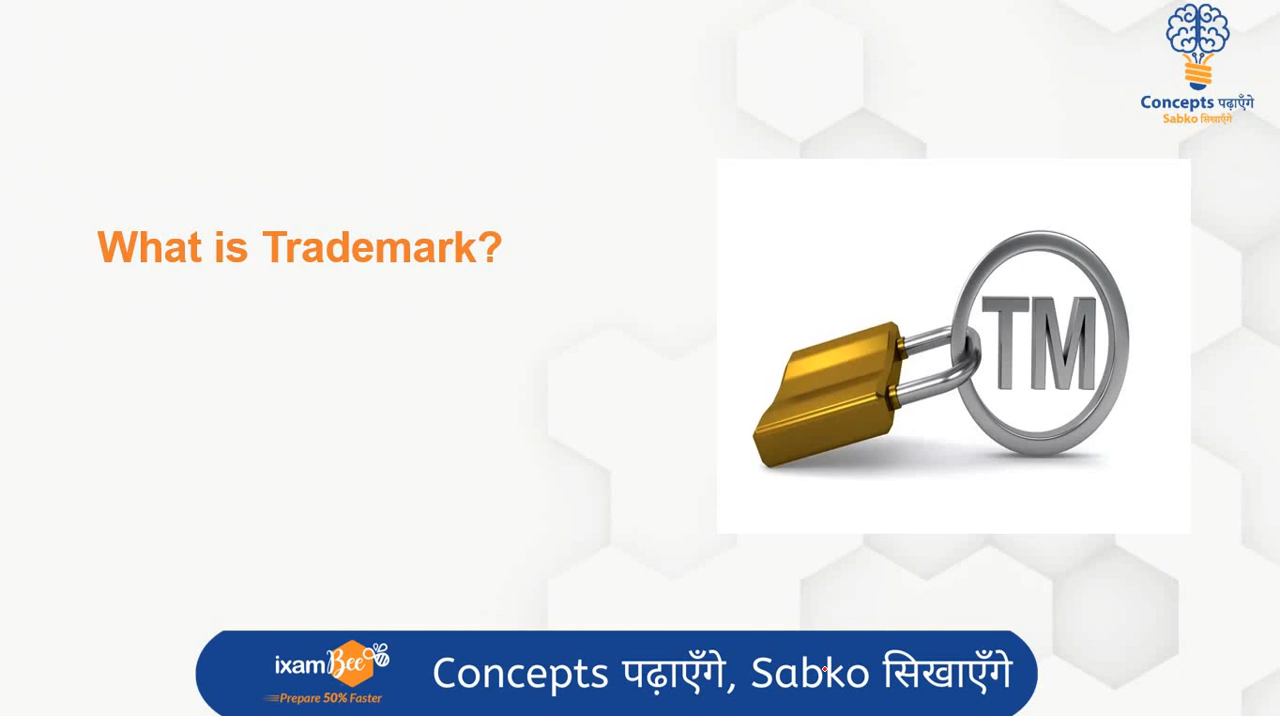 Concepts पढ़ाएँगे
Sabko सिखाएँगे
What is Trademark?
TM
ixamBee
Prepare 50% Faster
Concepts पढ़ाएँगे, Sabko सिखाएँगे